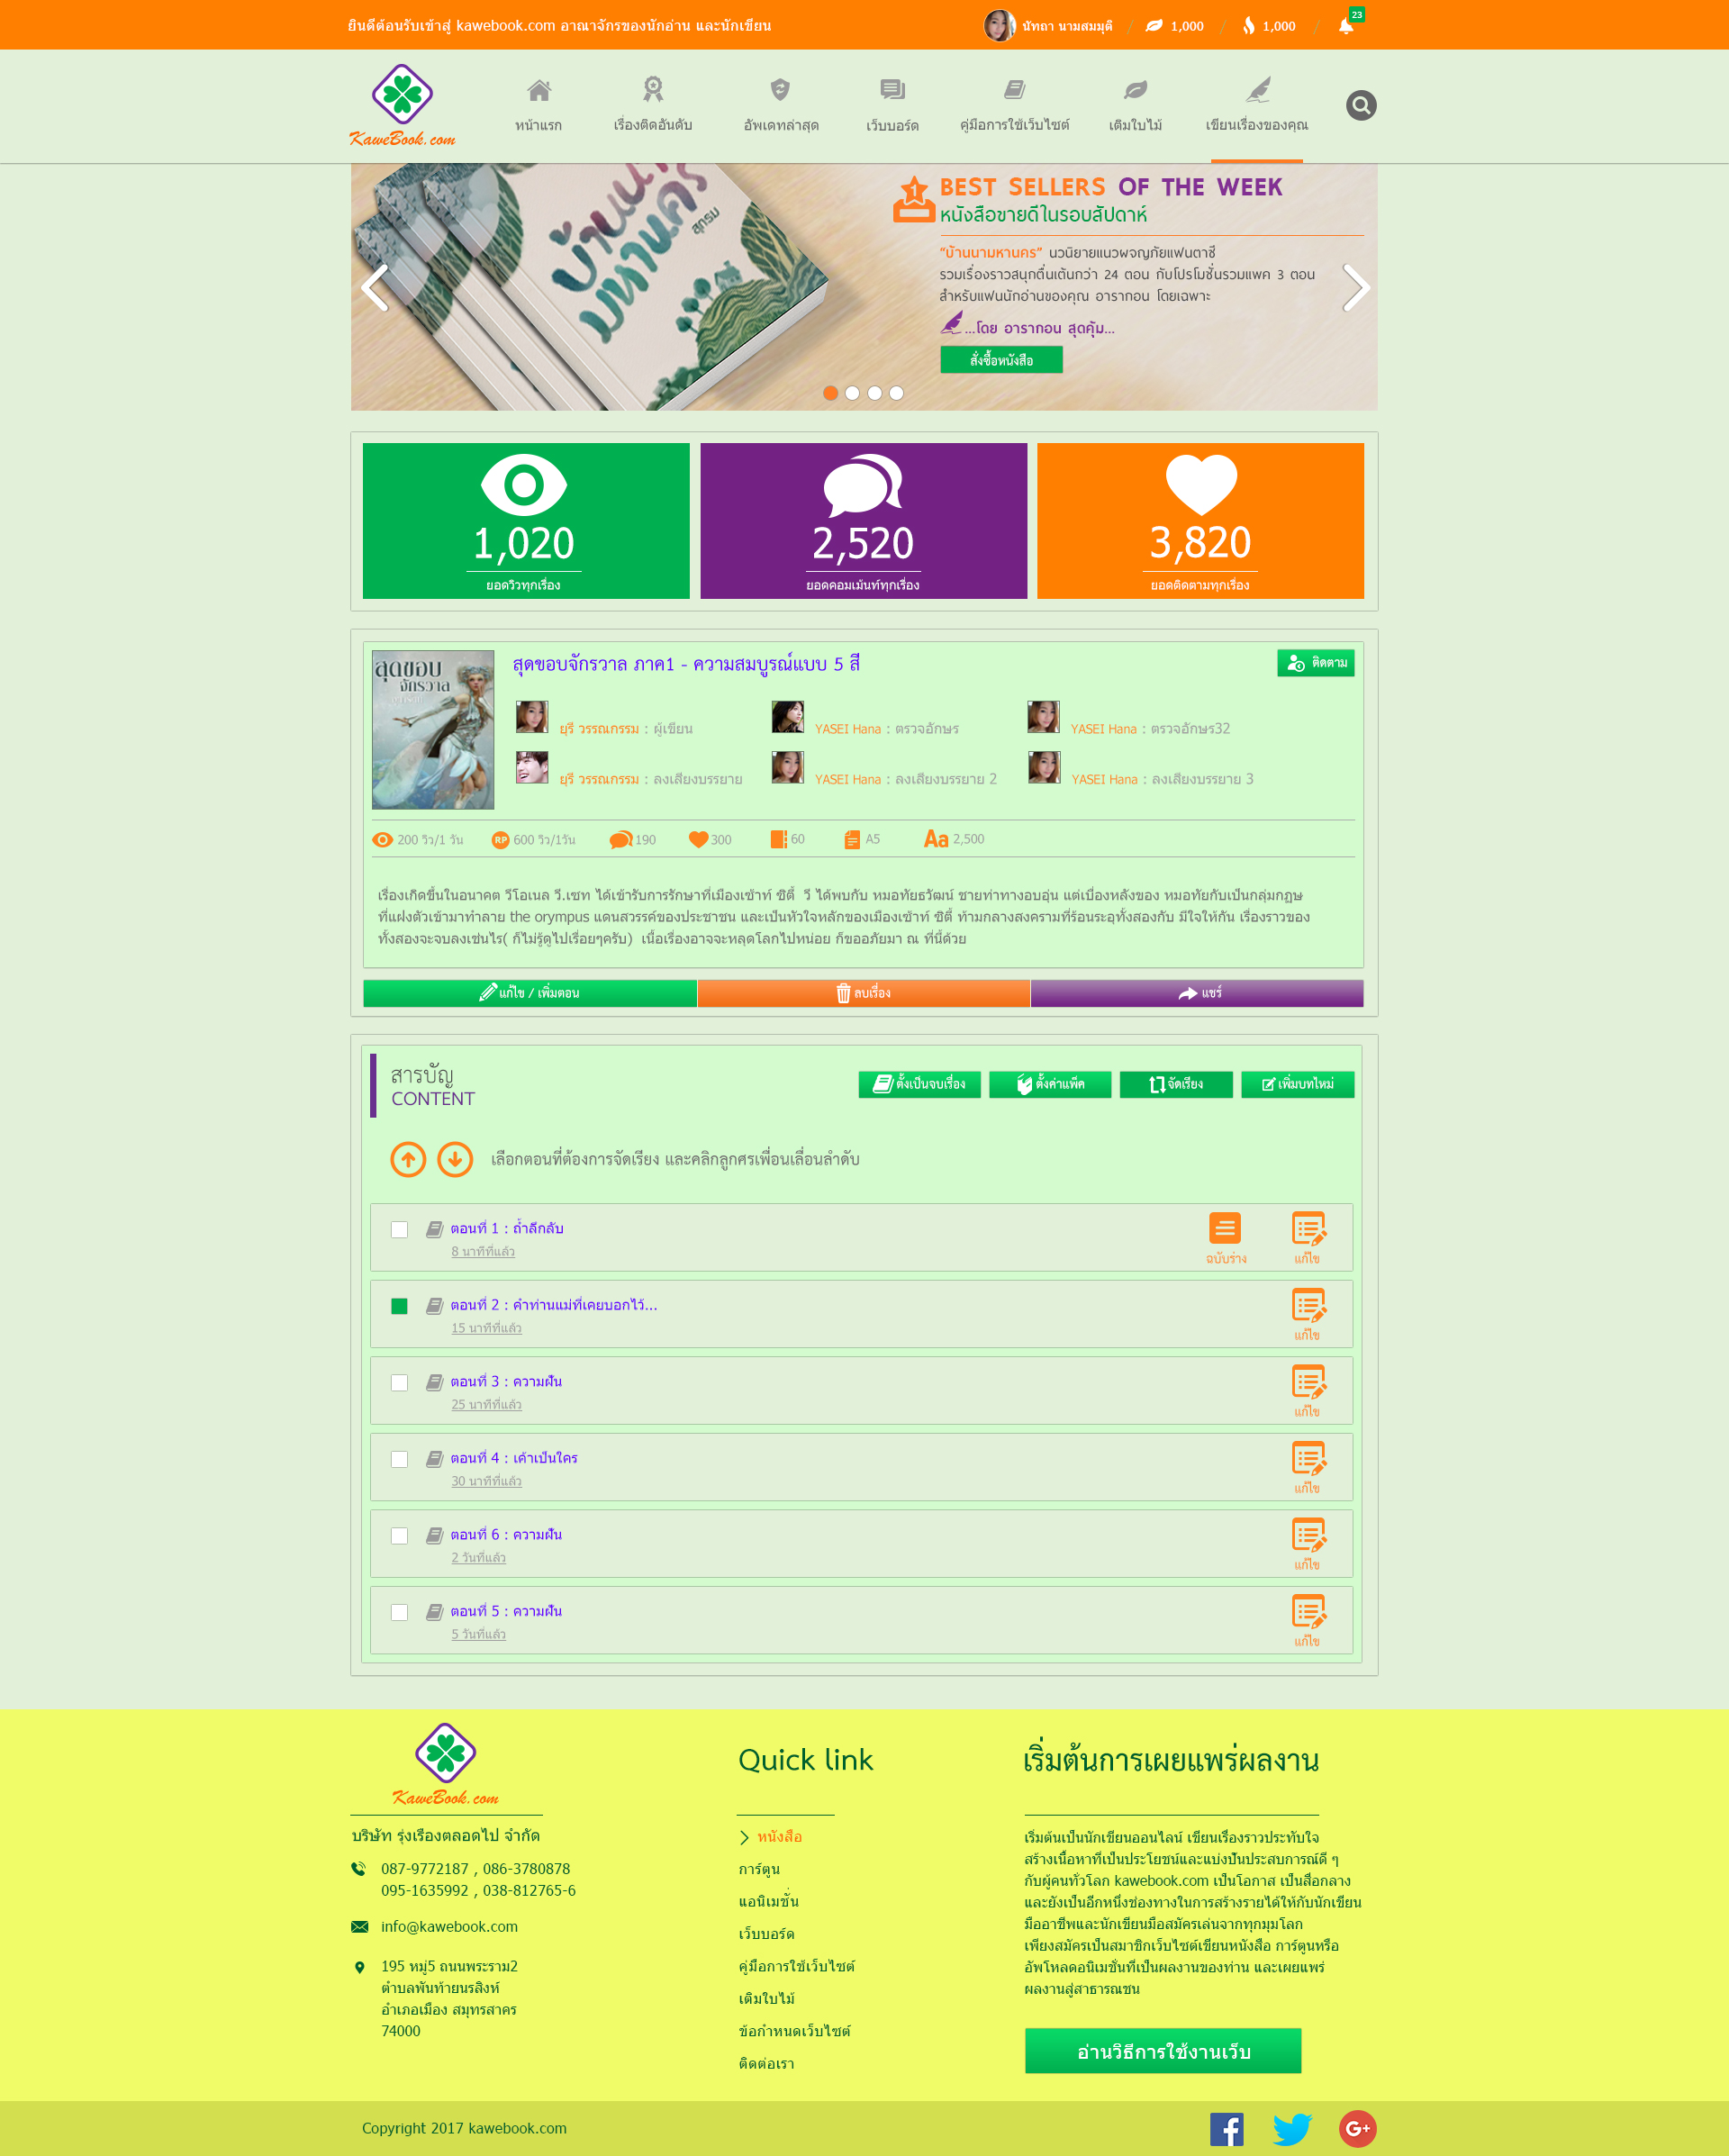 ยินดีต้อนรับเข้าสู่ kawebook.com อาณาจักรของนักอ่าน และนักเขียน
นัทถา นามสมมุติ / 1,000 / 1,000 / 23
KaweBook.com
หน้าแรก
เรื่องติดอันดับ
อัพเดทล่าสุด
เว็บบอร์ด
คู่มือการใช้เว็บไซต์
เติมใบไม้
เขียนเรื่องของคุณ
บ้านนา
มหานคร
สุกรม
1
BEST SELLERS OF THE WEEK
หนังสือขายดีในรอบสัปดาห์
“บ้านนามหานคร” นวนิยายแนวผจญภัยแฟนตาซี
รวมเรื่องราวสนุกตื่นเต้นกว่า 24 ตอน กับโปรโมชั่นรวมแพค 3 ตอน
สำหรับแฟนนักอ่านของคุณ อารากอน โดยเฉพาะ
...โดย อารากอน สุดคุ้ม...
สั่งซื้อหนังสือ
1,020
ยอดวิวทุกเรื่อง
2,520
ยอดคอมเม้นท์ทุกเรื่อง
3,820
ยอดติดตามทุกเรื่อง
สุดขอบ
จักรวาล
สุดขอบจักรวาล ภาค1 - ความสมบูรณ์แบบ 5 สี
ติดตาม
ยุรี วรรณกรรม : ผู้เขียน
YASEI Hana : ตรวจอักษร
YASEI Hana : ตรวจอักษร32
ยุรี วรรณกรรม : ลงเสียงบรรยาย
YASEI Hana : ลงเสียงบรรยาย 2
YASEI Hana : ลงเสียงบรรยาย 3
200 วิว/1 วัน RP 600 วิว/1วัน 190 300 60 A5 Aa 2,500
เรื่องเกิดขึ้นในอนาคต วีโอเนล วี.เซท ได้เข้ารับการรักษาที่เมืองเซ้าท์ ซิตี้ วี ได้พบกับ หมอทัยธวัฒน์ ชายท่าทางอบอุ่น แต่เบื่องหลังของ หมอทัยกับเป็นกลุ่มกฏษ
ที่แฝงตัวเข้ามาทำลาย the orympus แดนสวรรค์ของประชาชน และเป็นหัวใจหลักของเมืองเซ้าท์ ซิตี้ ท้ามกลางสงครามที่ร้อนระอุทั้งสองกับ มีใจให้กัน เรื่องราวของ
ทั้งสองจะจบลงเช่นไร( ก็ไม่รู้ดูไปเรื่อยๆครับ) เนื้อเรื่องอาจจะหลุดโลกไปหน่อย ก็ขออภัยมา ณ ที่นี้ด้วย
แก้ไข / เพิ่มตอน
ลบเรื่อง
แชร์
สารบัญ
CONTENT
ตั้งเป็นจบเรื่อง
ตั้งค่าแพ็ค
จัดเรียง
เพิ่มบทใหม่
เลือกตอนที่ต้องการจัดเรียง และคลิกลูกศรเพื่อนเลื่อนลำดับ
ตอนที่ 1 : ถ้ำลึกลับ
8 นาทีที่แล้ว
ฉบับร่าง
แก้ไข
ตอนที่ 2 : คำท่านแม่ที่เคยบอกไว้...
15 นาทีที่แล้ว
แก้ไข
ตอนที่ 3 : ความฝัน
25 นาทีที่แล้ว
แก้ไข
ตอนที่ 4 : เค้าเป็นใคร
30 นาทีที่แล้ว
แก้ไข
ตอนที่ 6 : ความฝัน
2 วันที่แล้ว
แก้ไข
ตอนที่ 5 : ความฝัน
5 วันที่แล้ว
แก้ไข
KaweBook.com
บริษัท รุ่งเรืองตลอดไป จำกัด
087-9772187 , 086-3780878
095-1635992 , 038-812765-6
info@kawebook.com
195 หมู่5 ถนนพระราม2
ตำบลพันท้ายนรสิงห์
อำเภอเมือง สมุทรสาคร
74000
Quick link
หนังสือ
การ์ตูน
แอนิเมชั่น
เว็บบอร์ด
คู่มือการใช้เว็บไซต์
เติมใบไม้
ข้อกำหนดเว็บไซต์
ติดต่อเรา
เริ่มต้นการเผยแพร่ผลงาน
เริ่มต้นเป็นนักเขียนออนไลน์ เขียนเรื่องราวประทับใจ
สร้างเนื้อหาที่เป็นประโยชน์และแบ่งปันประสบการณ์ดี ๆ
กับผู้คนทั่วโลก kawebook.com เป็นโอกาส เป็นสื่อกลาง
และยังเป็นอีกหนึ่งช่องทางในการสร้างรายได้ให้กับนักเขียน
มืออาชีพและนักเขียนมือสมัครเล่นจากทุกมุมโลก
เพียงสมัครเป็นสมาชิกเว็บไซต์เขียนหนังสือ การ์ตูนหรือ
อัพโหลดอนิเมชั่นที่เป็นผลงานของท่าน และเผยแพร่
ผลงานสู่สาธารณชน
อ่านวิธีการใช้งานเว็บ
Copyright 2017 kawebook.com
f
G+